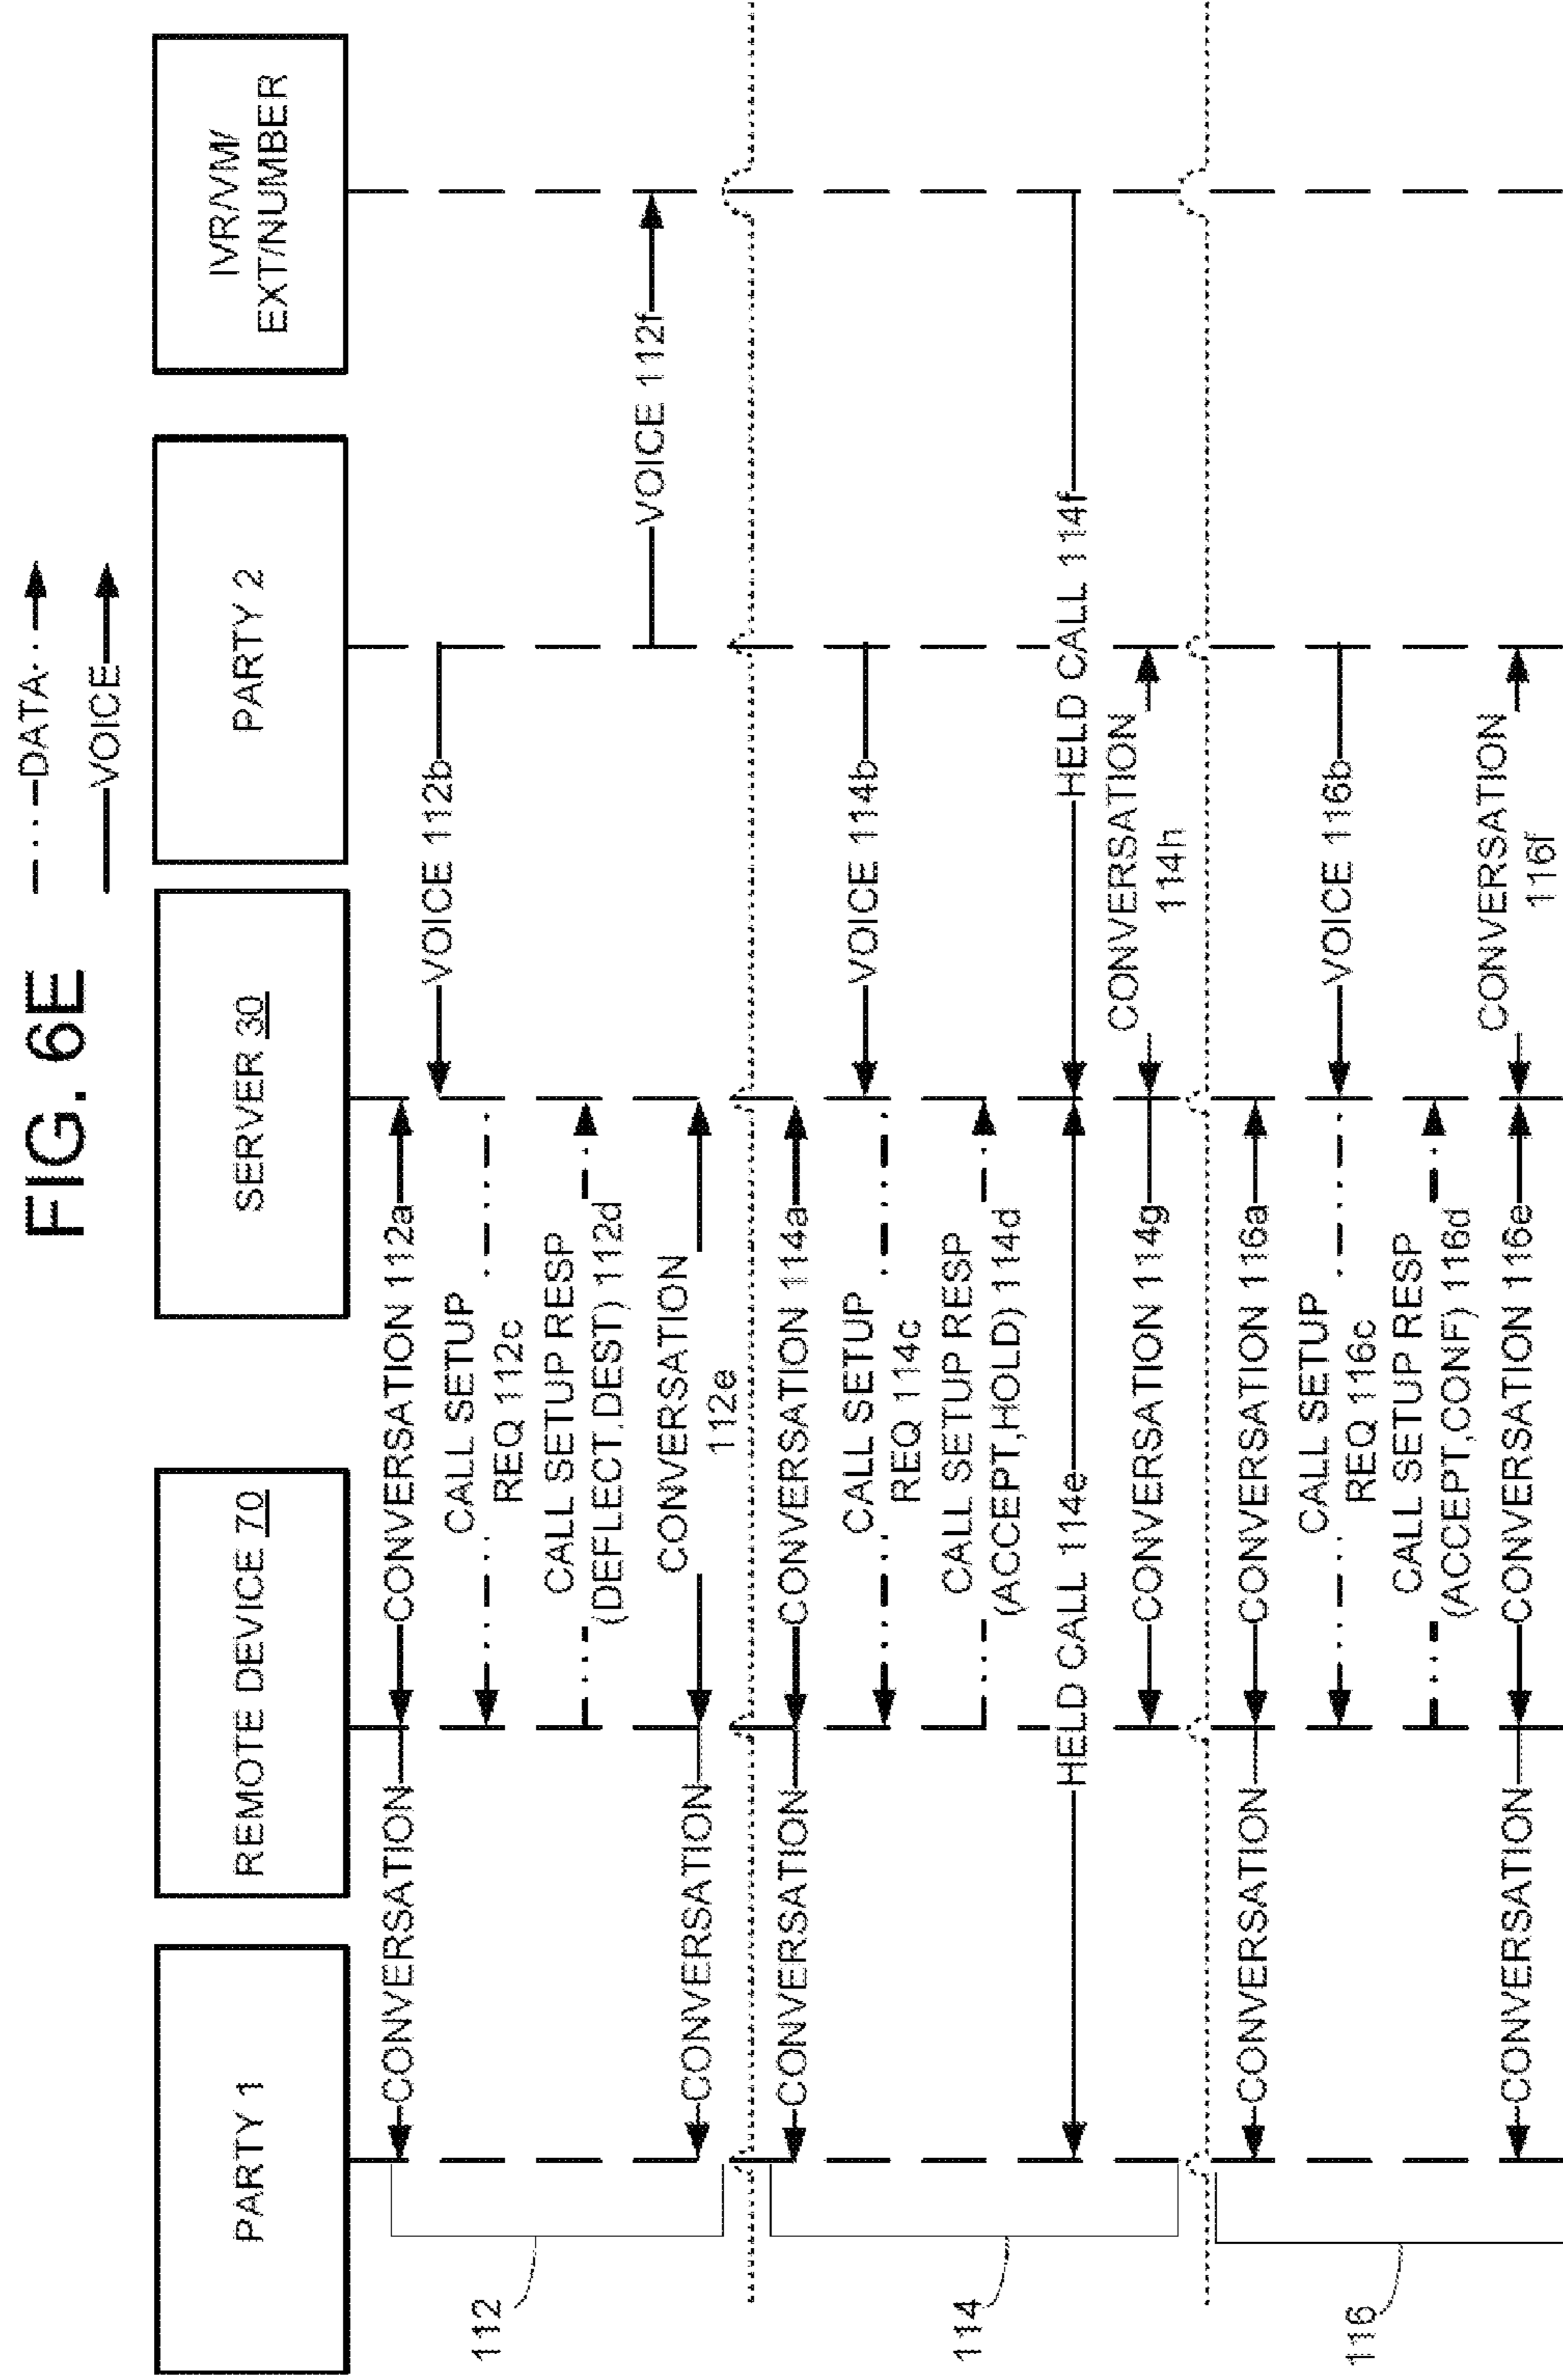 FIG. 6E
DATA
VOICE
PARTY 1
REMOTE DEVICE 70
SERVER 30
PARTY 2
IVR/VM/
EXT/NUMBER
112
CONVERSATION
CONVERSATION 112a
VOICE 112b
CALL SETUP
REQ 112c
CALL SETUP RESP
(DEFLECT.DEST) 112d
VOICE 112f
CONVERSATION
CONVERSATION
112e
114
CONVERSATION
CONVERSATION 114a
VOICE 114b
CALL SETUP
REQ 114c
CALL SETUP RESP
(ACCEPT,HOLD) 114d
HELD CALL 114e
HELD CALL 114f
CONVERSATION 114g
CONVERSATION
114h
116
CONVERSATION
CONVERSATION 116a
VOICE 116b
CALL SETUP
REQ 116c
CALL SETUP RESP
(ACCEPT,CONF) 116d
CONVERSATION
CONVERSATION 116e
CONVERSATION
116f